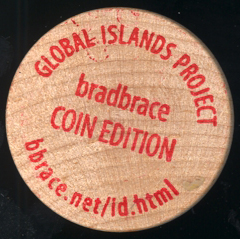 GLOBAL ISLANDS PROJECT
bradbrace
COIN EDITION
bbrace.net/id.html